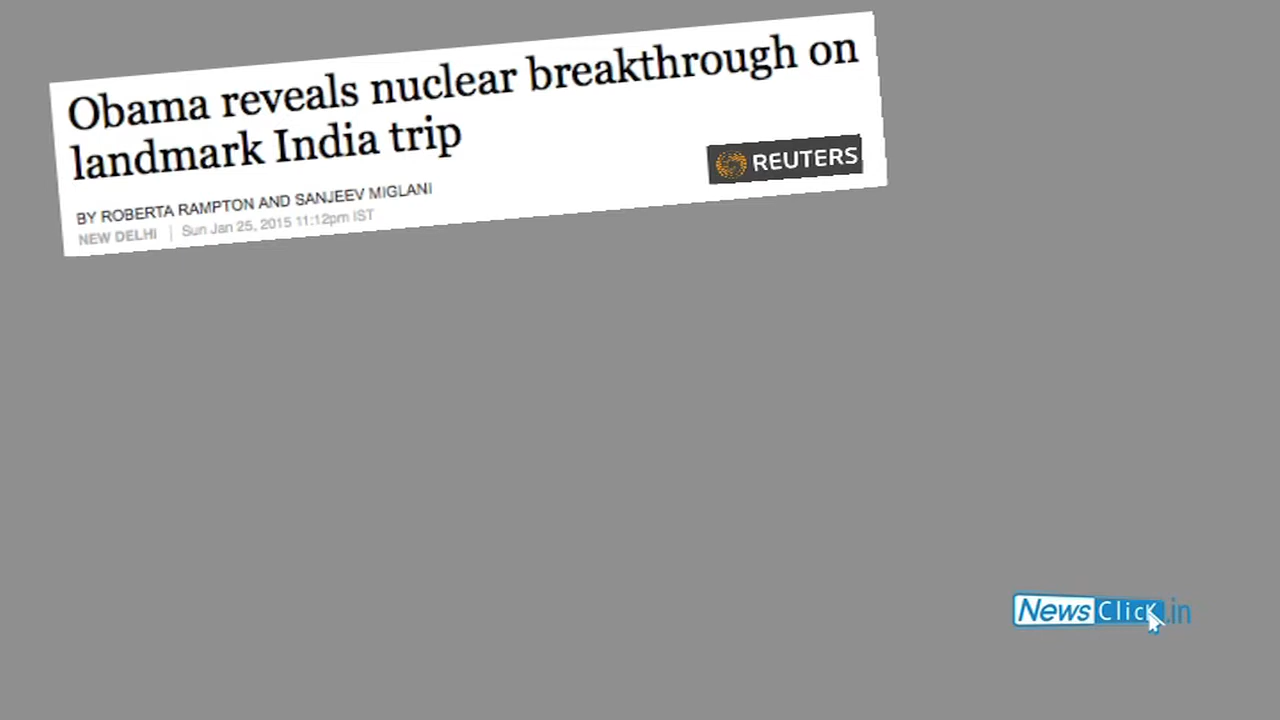 Obama reveals nuclear breakthrough on
landmark India trip
REUTERS
BY ROBERTA RAMPTON AND SANJEEV MIGLANI
NEW DELHI | Sun Jan 25, 2015 11:12pm IST
NewsClick.in